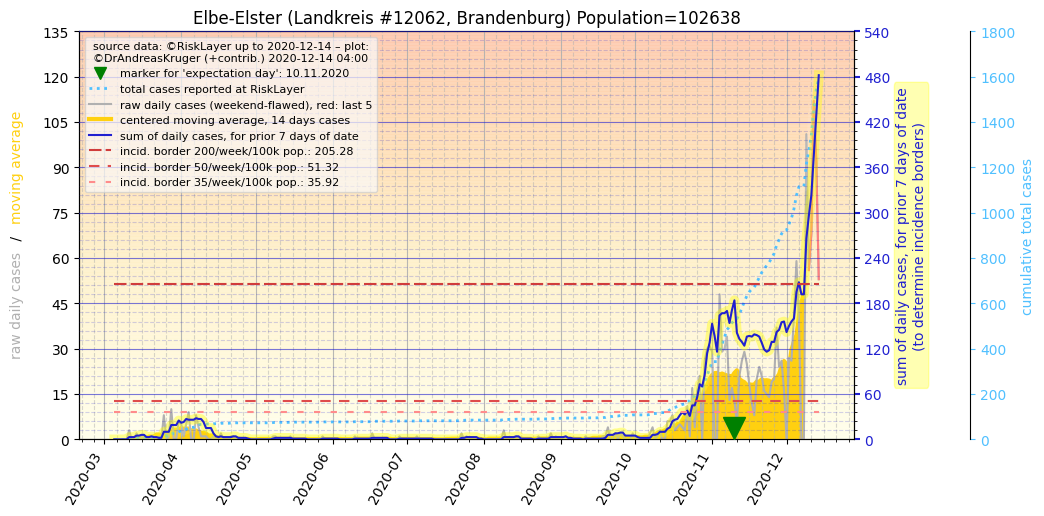 Elbe-Elster (Landkreis #12062, Brandenburg) Population=102638
source data: ©RiskLayer up to 2020-12-14 – plot:
©DrAndreasKruger (+contrib.) 2020-12-14 04:00
marker for 'expectation day': 10.11.2020
total cases reported at RiskLayer
raw daily cases (weekend-flawed), red: last 5
centered moving average, 14 days cases
sum of daily cases, for prior 7 days of date
incid. border 200/week/100k pop.: 205.28
incid. border 50/week/100k pop.: 51.32
incid. border 35/week/100k pop.: 35.92
raw daily cases / moving average
135
120
105
90
75
60
45
30
15
0
2020-03
2020-04
2020-05
2020-06
2020-07
2020-08
2020-09
2020-10
2020-11
2020-12
540
480
420
360
300
240
180
120
60
0
sum of daily cases, for prior 7 days of date
(to determine incidence borders)
1800
1600
1400
1200
1000
800
600
400
200
0
cumulative total cases